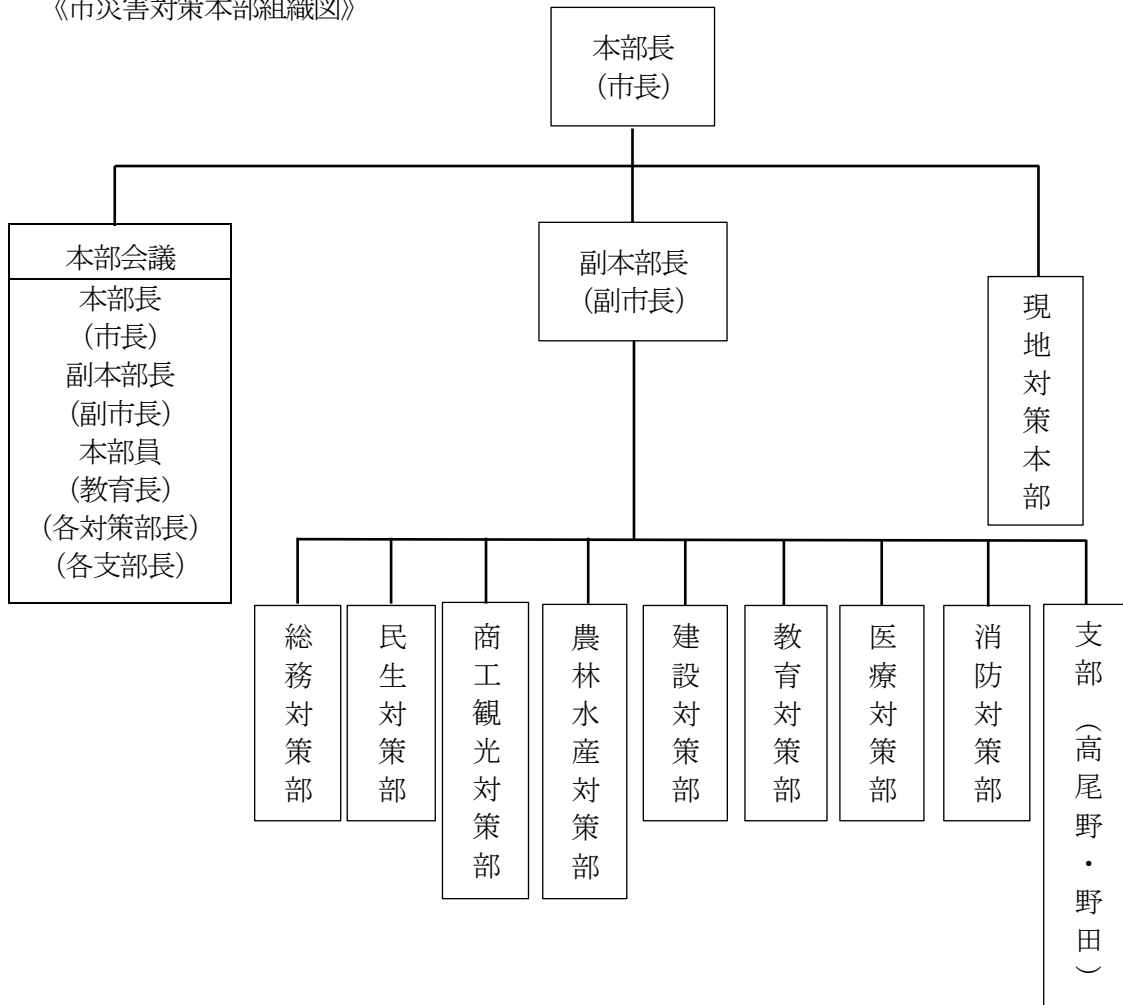 《市災害対策本部組織図》
本部長
(市長)
本部会議
本部長
(市長)
副本部長
(副市長)
本部員
(教育長)
(各対策部長)
(各支部長)
副本部長
(副市長)
現地対策本部
総務対策部
民生対策部
商工観光対策部
農林水産対策部
建設対策部
教育対策部
医療対策部
消防対策部
支部（高尾野・野田）